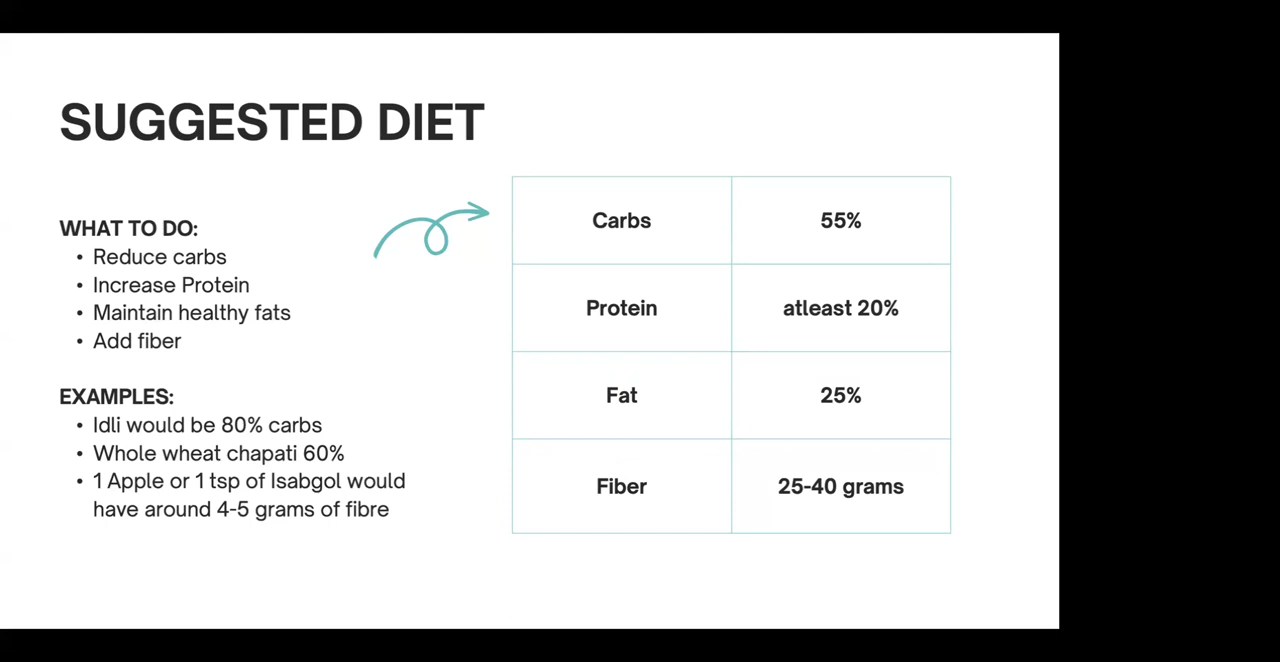 SUGGESTED DIET
WHAT TO DO:
• Reduce carbs
• Increase Protein
• Maintain healthy fats
• Add fiber
EXAMPLES:
• Idli would be 80% carbs
• Whole wheat chapati 60%
• 1 Apple or 1 tsp of Isabgol would
have around 4-5 grams of fibre
Carbs 55%
Protein atleast 20%
Fat 25%
Fiber 25-40 grams